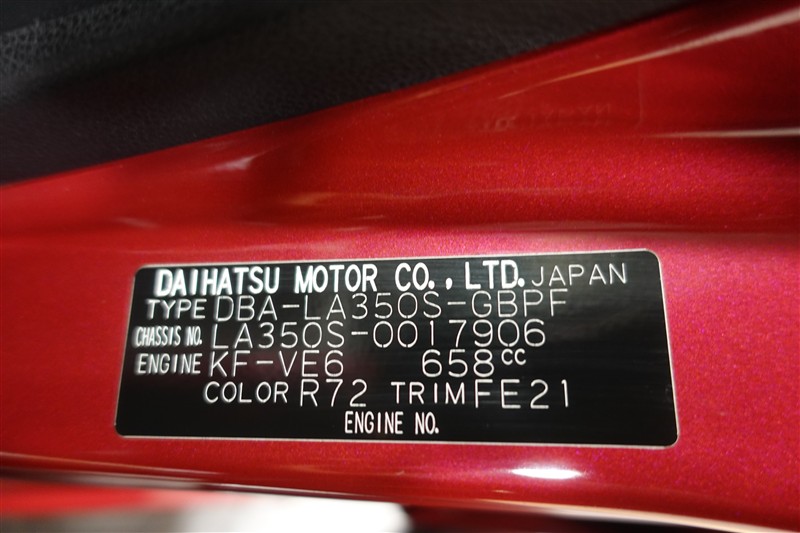 DAIHATSU MOTOR CO., LTD. JAPAN
TYPE DBA-LA350S-GBPF
CHASSIS NO. LA350S-0017906
ENGINE KF-VE6 658cc
COLOR R72 TRIM FE21
ENGINE NO.